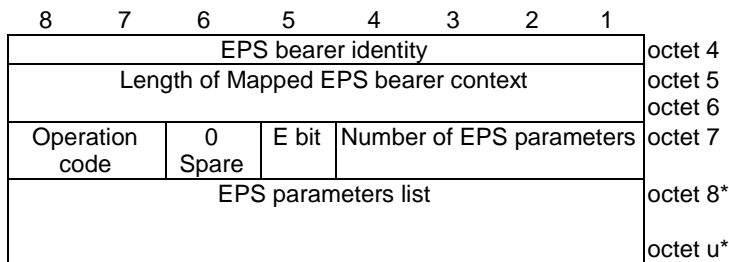 8 7 6 5 4 3 2 1
EPS bearer identity octet 4
Length of Mapped EPS bearer context octet 5
octet 6
Operation 0 E bit Number of EPS parameters octet 7
code Spare
EPS parameters list octet 8*
octet u*